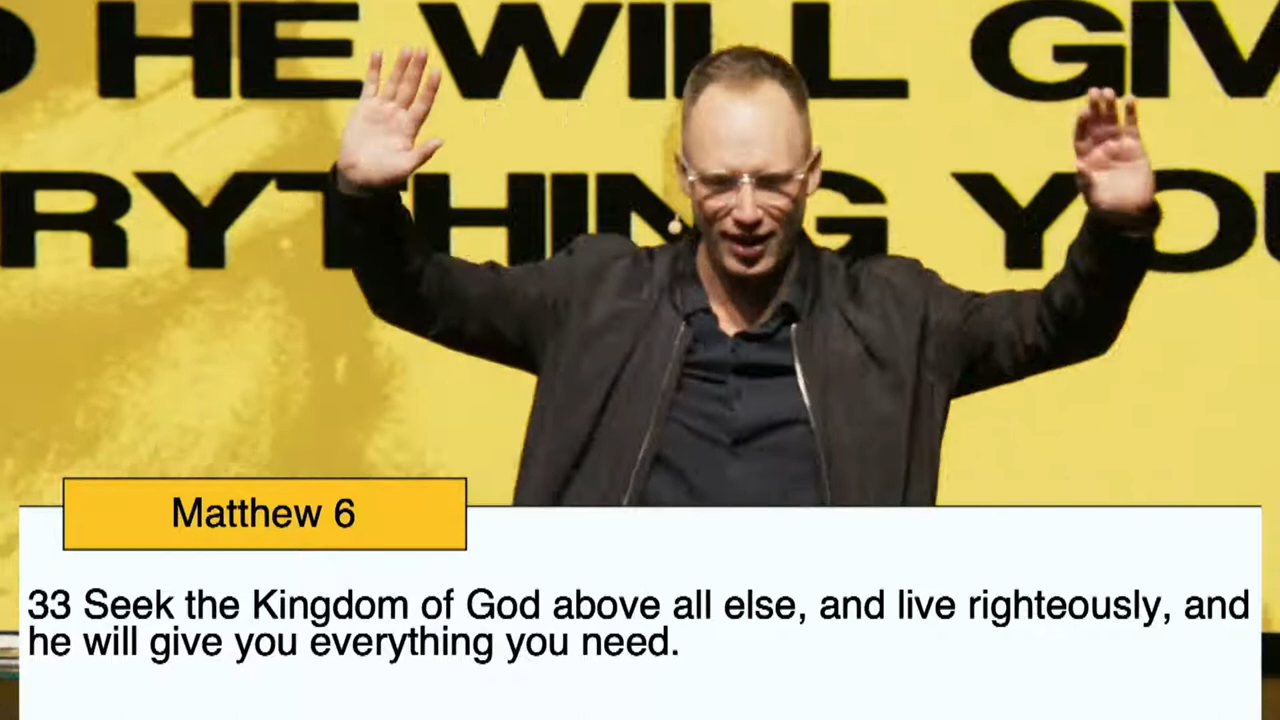 HE WILL GIV
RYTHING YOU
Matthew 6
33 Seek the Kingdom of God above all else, and live righteously, and
he will give you everything you need.